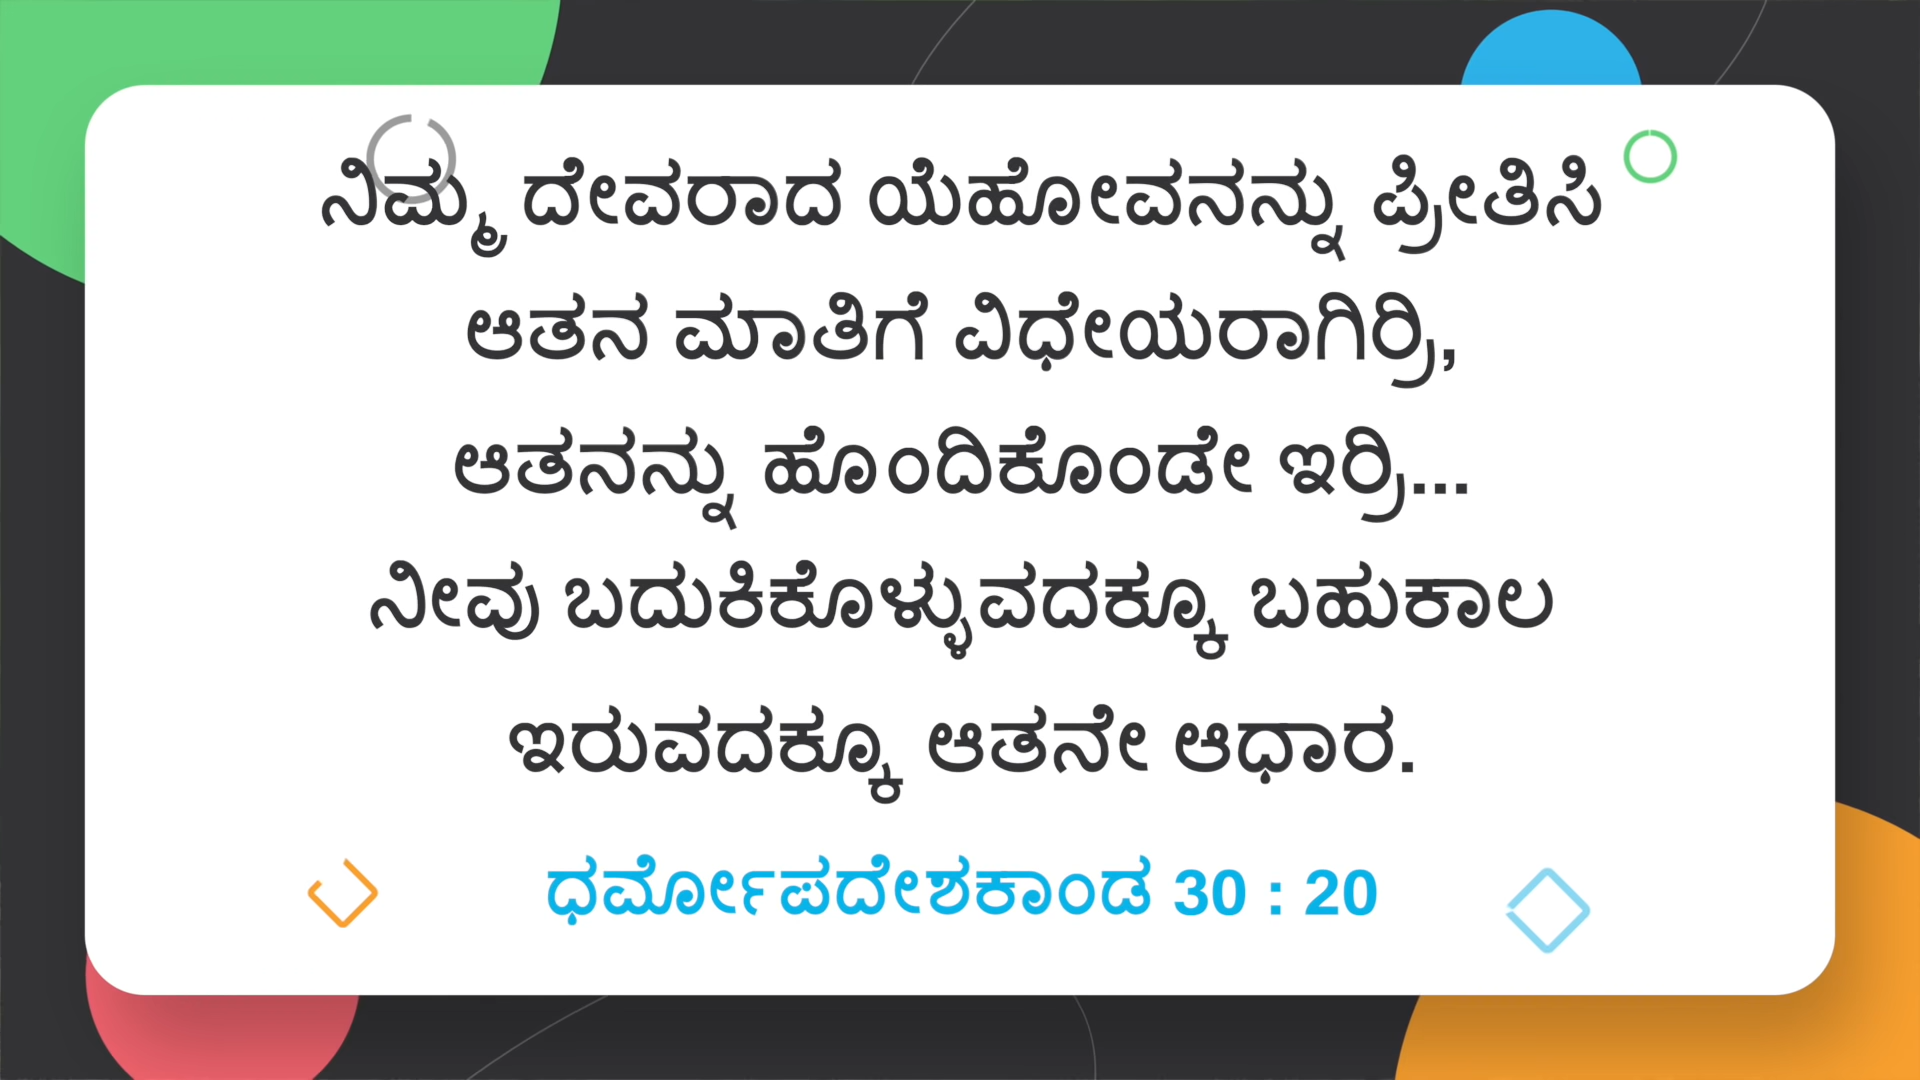 ನಿಮ್ಮ ದೇವರಾದ ಯೆಹೋವನನ್ನು ಪ್ರೀತಿಸಿ
ಆತನ ಮಾತಿಗೆ ವಿಧೇಯರಾಗಿರ್ರಿ,
ಆತನನ್ನು ಹೊಂದಿಕೊಂಡೇ ಇರ್ರಿ...
ನೀವು ಬದುಕಿಕೊಳ್ಳುವದಕ್ಕೂ ಬಹುಕಾಲ
ಇರುವದಕ್ಕೂ ಆತನೇ ಆಧಾರ.
ಧರ್ಮೋಪದೇಶಕಾಂಡ 30 : 20